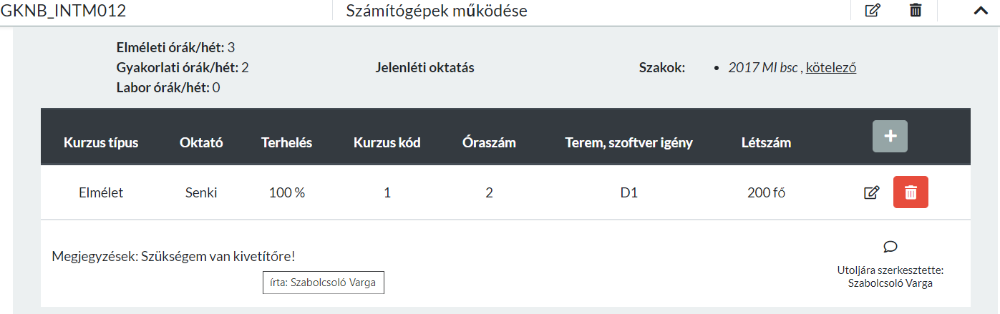 GKNB_INTM012 Számítógépek működése
Elméleti órák/hét: 3
Gyakorlati órák/hét: 2 Jelenléti oktatás Szakok: • 2017 MI bsc , kötelező
Labor órák/hét: 0
Kurzus típus Oktató Terhelés Kurzus kód Óraszám Terem, szoftver igény Létszám +
Elmélet Senki 100 % 1 2 D1 200 fő
Megjegyzések: Szükségem van kivetítőre!
írta: Szabolcsoló Varga
Utoljára szerkesztette:
Szabolcsoló Varga